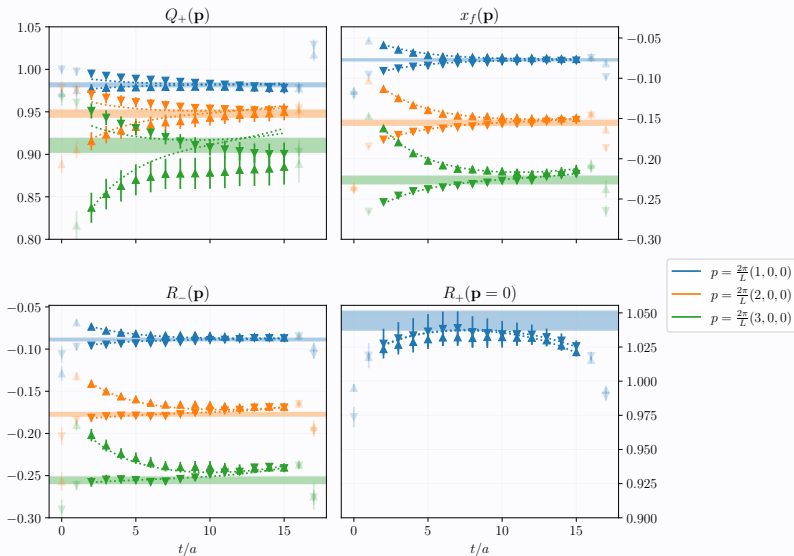 Q₊(p)
x_f(p)
1.05
1.00
0.95
0.90
0.85
0.80
−0.05
−0.10
−0.15
−0.20
−0.25
−0.30
p = 2π/L (1, 0, 0)
p = 2π/L (2, 0, 0)
p = 2π/L (3, 0, 0)
R₋(p)
R₊(p = 0)
−0.05
−0.10
−0.15
−0.20
−0.25
−0.30
1.050
1.025
1.000
0.975
0.950
0.925
0.900
0 5 10 15
0 5 10 15
t/a
t/a